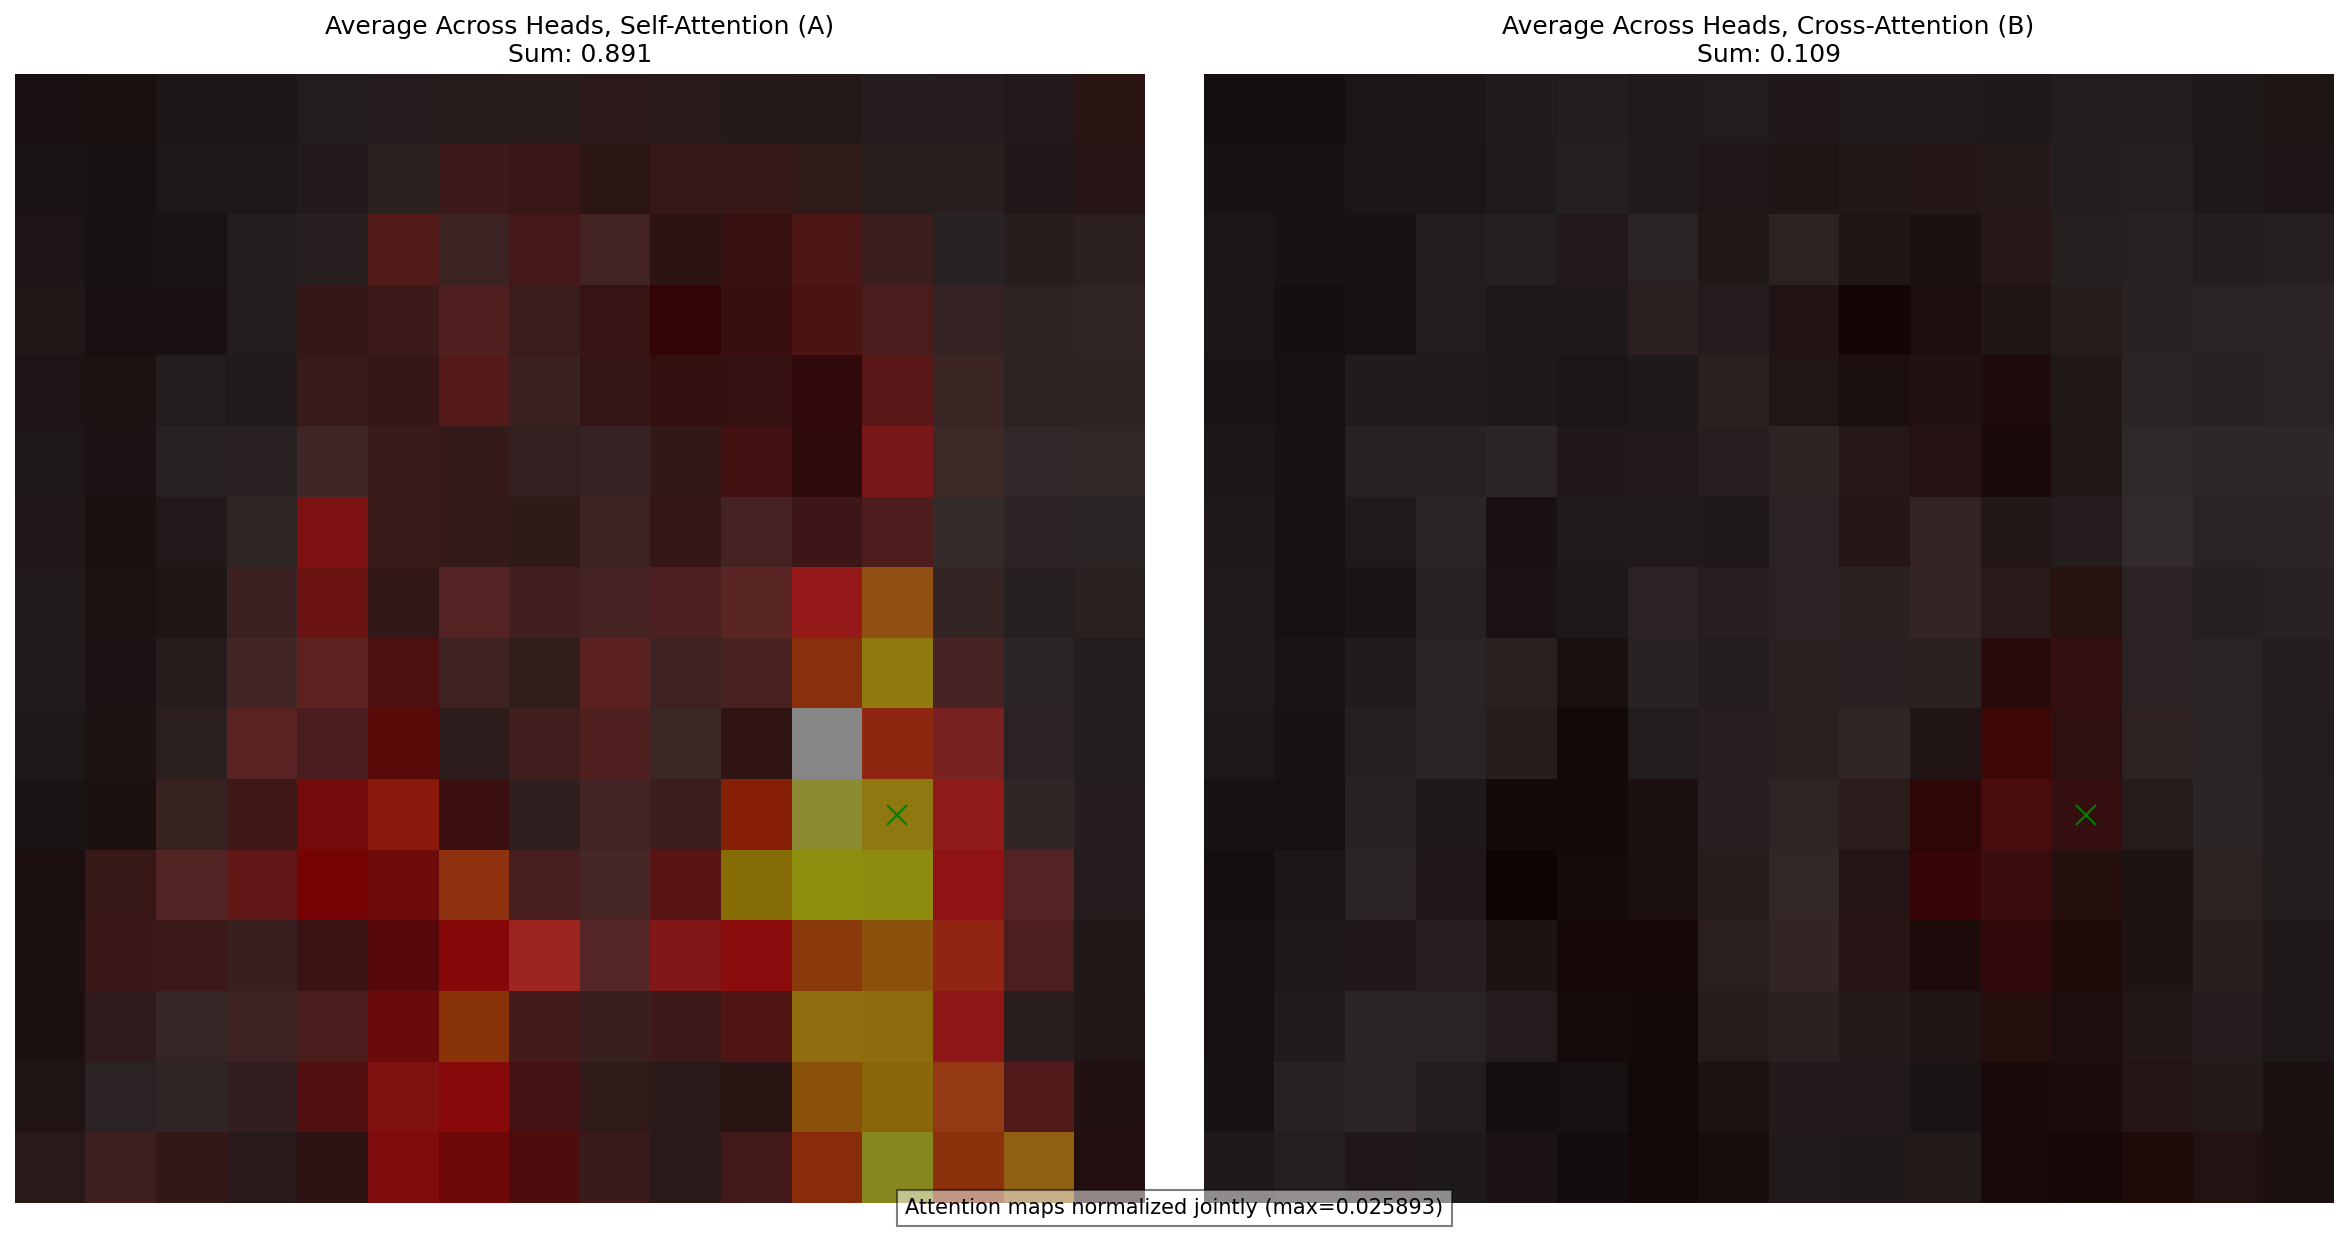 Average Across Heads, Self-Attention (A)
Sum: 0.891
Average Across Heads, Cross-Attention (B)
Sum: 0.109
Attention maps normalized jointly (max=0.025893)